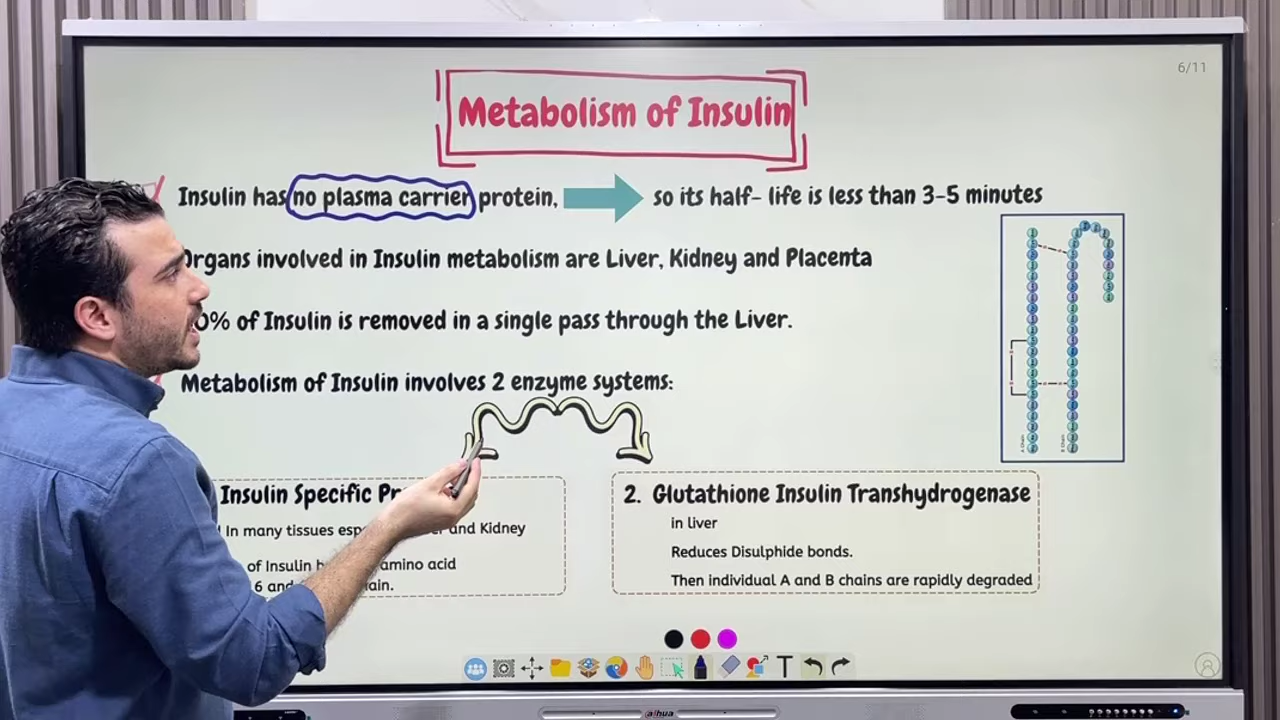 6/11
Metabolism of Insulin
Insulin has no plasma carrier protein, so its half- life is less than 3-5 minutes
Organs involved in Insulin metabolism are Liver, Kidney and Placenta
0% of Insulin is removed in a single pass through the Liver.
Metabolism of Insulin involves 2 enzyme systems:
Insulin Specific
In many tissues and Kidney
of Insulin amino acid
6 and
2. Glutathione Insulin Transhydrogenase
in liver
Reduces Disulphide bonds.
Then individual A and B chains are rapidly degraded
A Chain
B Chain
T
alhua